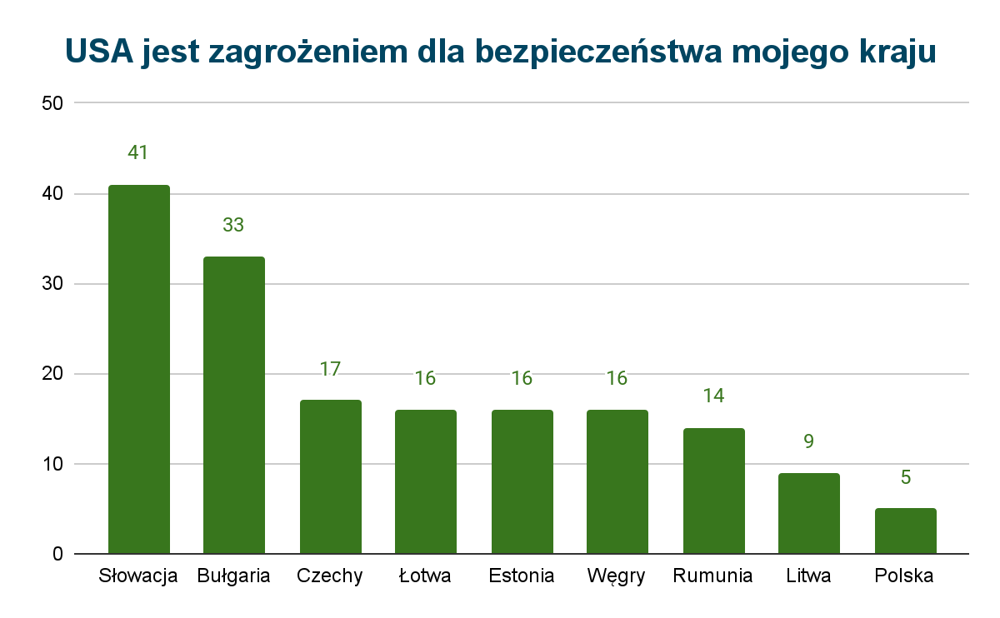 USA jest zagrożeniem dla bezpieczeństwa mojego kraju
50
40
30
20
10
0
41
33
17
16
16
16
14
9
5
Słowacja
Bułgaria
Czechy
Łotwa
Estonia
Węgry
Rumunia
Litwa
Polska